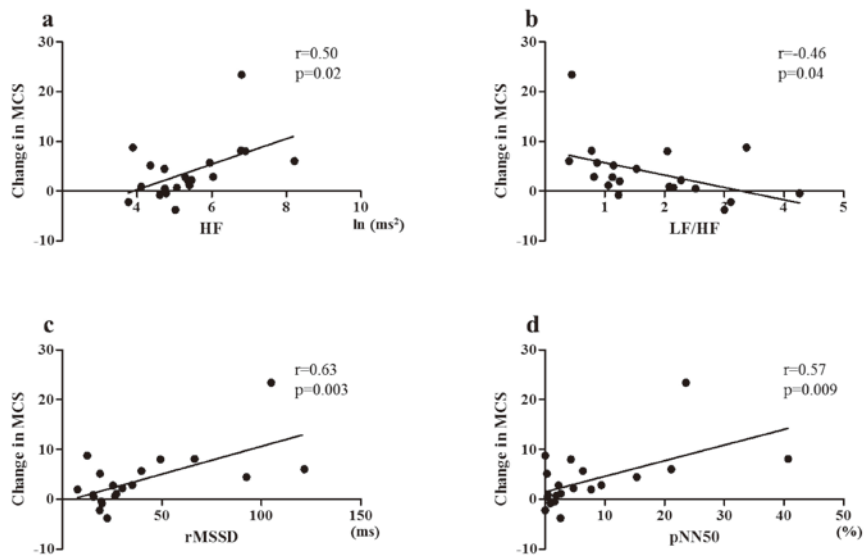 a
30
20
10
0
-10
Change in MCS
r=0.50
p=0.02
4
6
8
10
HF
ln (ms²)
b
30
20
10
0
-10
Change in MCS
r=-0.46
p=0.04
1
2
3
4
5
LF/HF
c
30
20
10
0
-10
Change in MCS
r=0.63
p=0.003
50
100
150
rMSSD
(ms)
d
30
20
10
0
-10
Change in MCS
r=0.57
p=0.009
10
20
30
40
50
pNN50
(%)